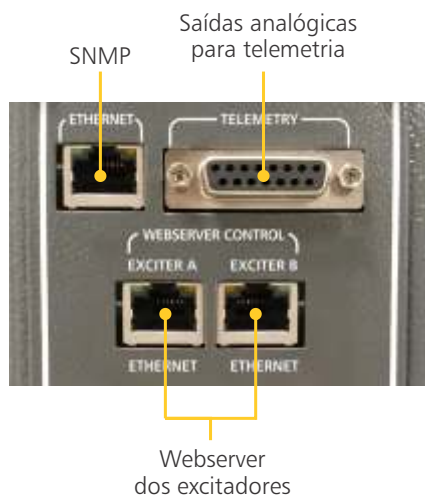 Saídas analógicas
para telemetria
SNMP
ETHERNET
TELEMETRY
WEBSERVER CONTROL
EXCITER A
EXCITER B
ETHERNET
ETHERNET
Webserver
dos excitadores